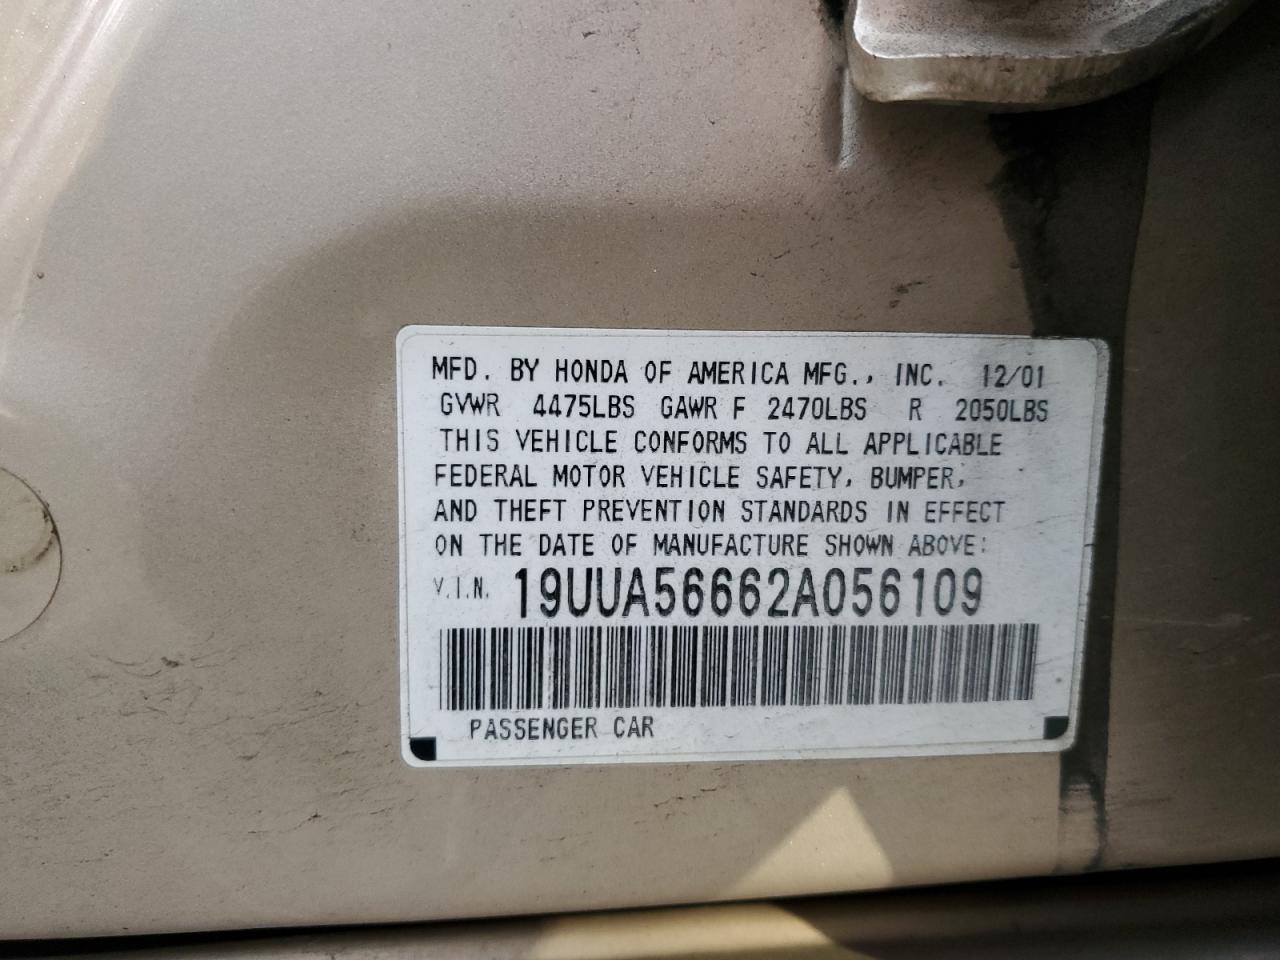 MFD. BY HONDA OF AMERICA MFG., INC. 12/01
GVWR 4475LBS GAWR F 2470LBS R 2050LBS
THIS VEHICLE CONFORMS TO ALL APPLICABLE
FEDERAL MOTOR VEHICLE SAFETY, BUMPER,
AND THEFT PREVENTION STANDARDS IN EFFECT
ON THE DATE OF MANUFACTURE SHOWN ABOVE:
V.I.N. 19UUA56662A056109
PASSENGER CAR